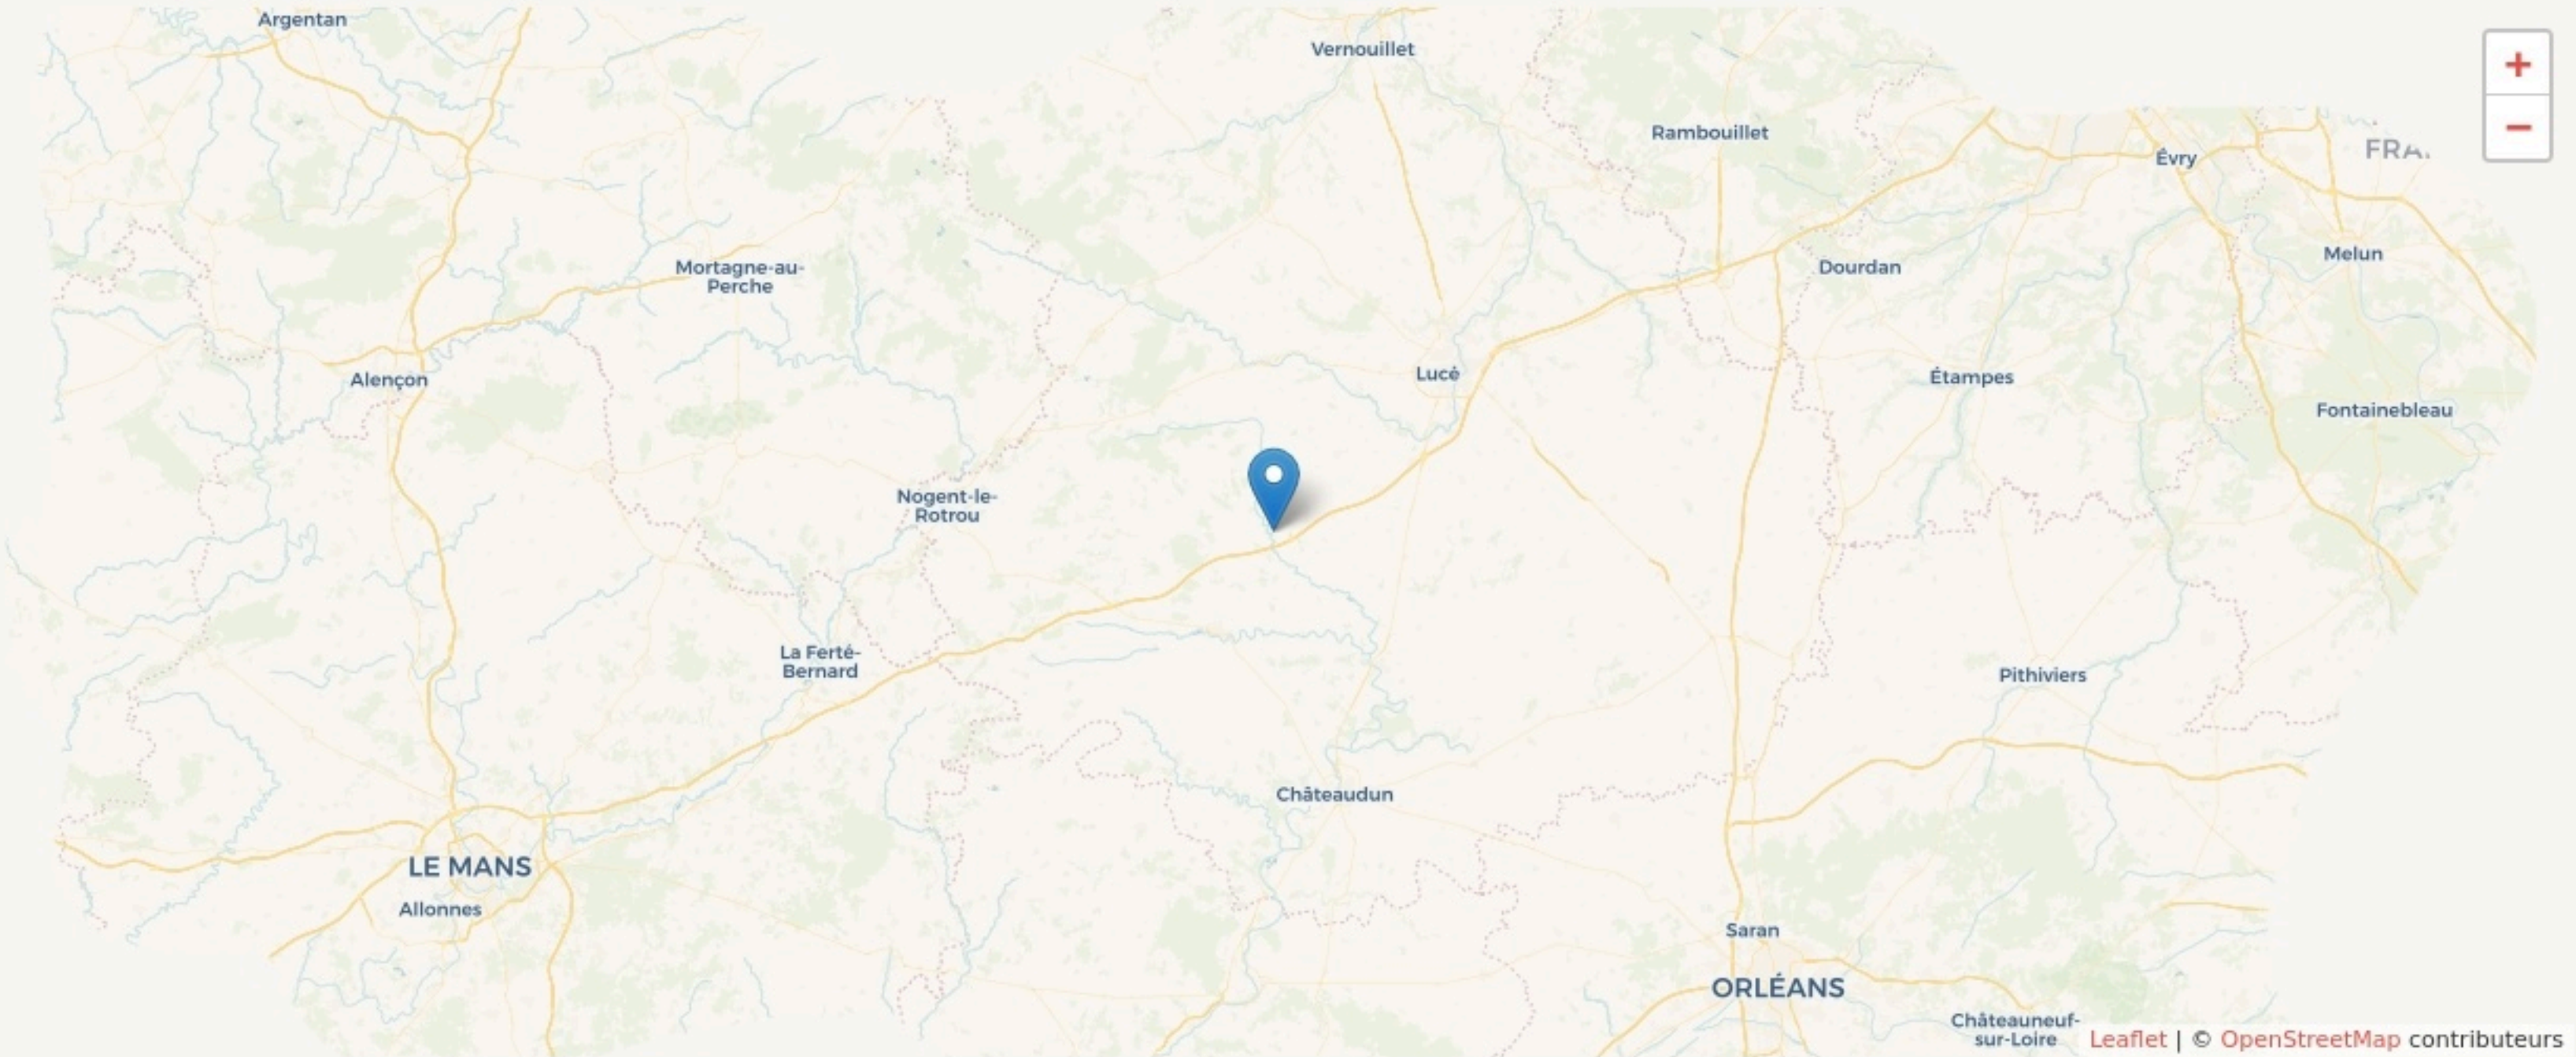 Argentan
Vernouillet
+
Rambouillet
−
FRA.
Évry
Melun
Mortagne-au-
Perche
Dourdan
Alençon
Lucé
Étampes
Fontainebleau
Nogent-le-
Rotrou
La Ferté-
Bernard
Pithiviers
Châteaudun
LE MANS
Allonnes
Saran
ORLÉANS
Châteauneuf-
sur-Loire
Leaflet | © OpenStreetMap contributeurs